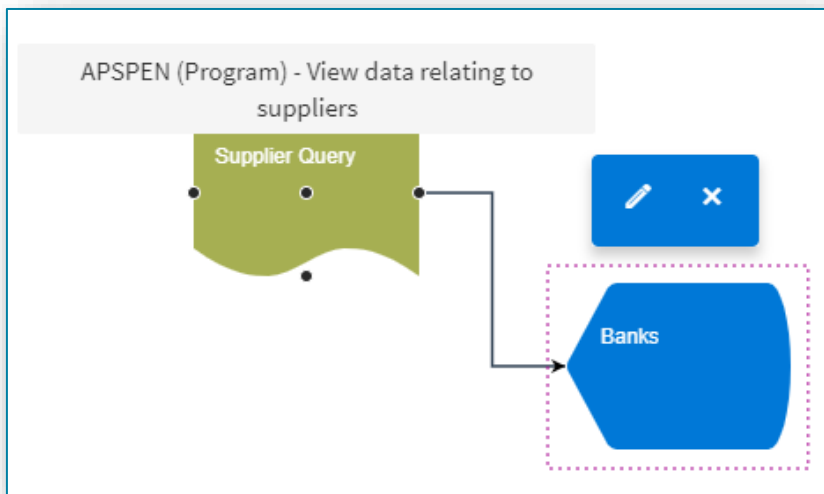 APSPEN (Program) - View data relating to
suppliers
Supplier Query
Banks